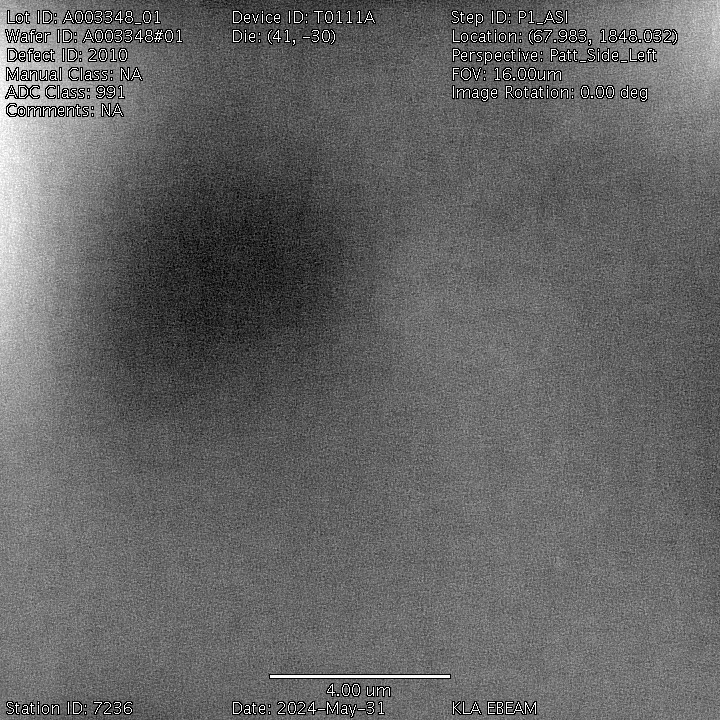 Lot ID: A003348_01
Wafer ID: A003348#01
Defect ID: 2010
Manual Class: NA
ADC Class: 991
Comments: NA
Device ID: T0111A
Die: (41, -30)
Step ID: P1_ASI
Location: (67.983, 1848.032)
Perspective: Patt_Side_Left
FOV: 16.00um
Image Rotation: 0.00 deg
4.00 um
Station ID: 7236
Date: 2024-May-31
KLA EBEAM